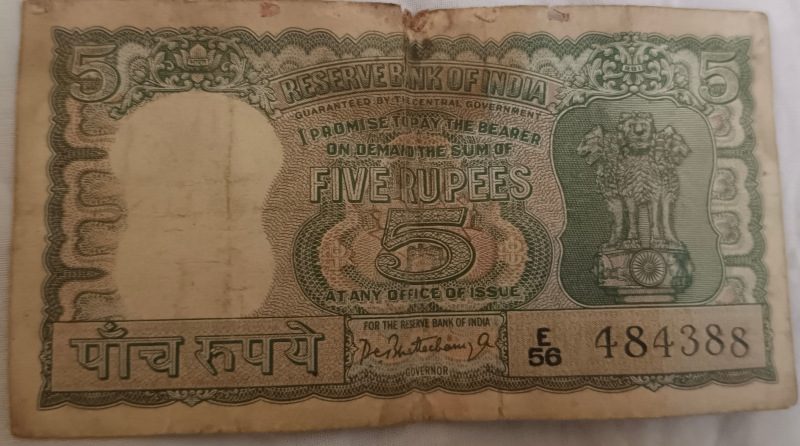 5 5
RESERVE BANK OF INDIA
GUARANTEED BY THE CENTRAL GOVERNMENT
I PROMISE TO PAY THE BEARER
ON DEMAND THE SUM OF
FIVE RUPEES
5
AT ANY OFFICE OF ISSUE
FOR THE RESERVE BANK OF INDIA
पाँच रुपये
GOVERNOR
E
56
484388